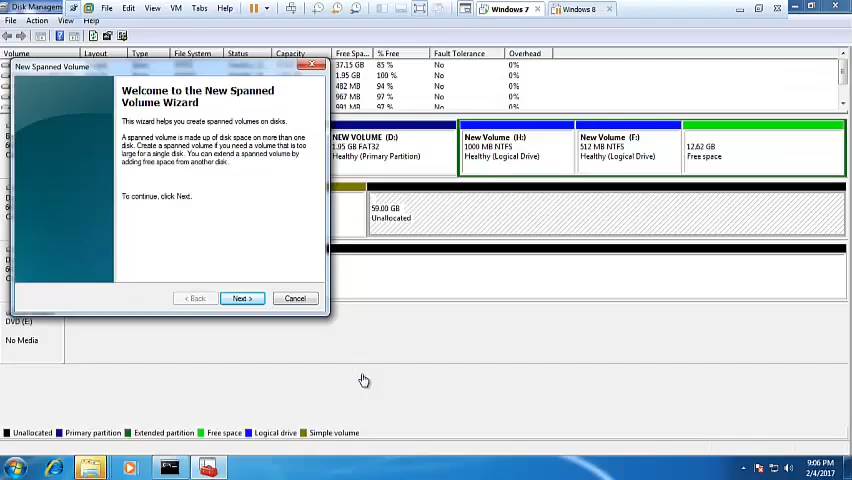 Disk Managem
File Edit View VM Tabs Help
Windows 7
Windows 8
Action View Help
Volume Layout Type File System Status Capacity Free Spa... % Free Fault Tolerance Overhead
37.15 GB 85 % No 0%
1.95 GB 100 % No 0%
482 MB 94 % No 0%
967 MB 97 % No 0%
991 MB 97 % No 0%
New Spanned Volume
Welcome to the New Spanned
Volume Wizard
This wizard helps you create spanned volumes on disks.
A spanned volume is made up of disk space on more than one
disk. Create a spanned volume if you need a volume that is too
large for a single disk. You can extend a spanned volume by
adding free space from another disk.
To continue, click Next.
< Back Next > Cancel
NEW VOLUME (D:)
1.95 GB FAT32
Healthy (Primary Partition)
New Volume (H:)
1000 MB NTFS
Healthy (Logical Drive)
New Volume (F:)
512 MB NTFS
Healthy (Logical Drive)
12.62 GB
Free space
59.00 GB
Unallocated
DVD (E:)
No Media
Unallocated Primary partition Extended partition Free space Logical drive Simple volume
9:06 PM
2/4/2017